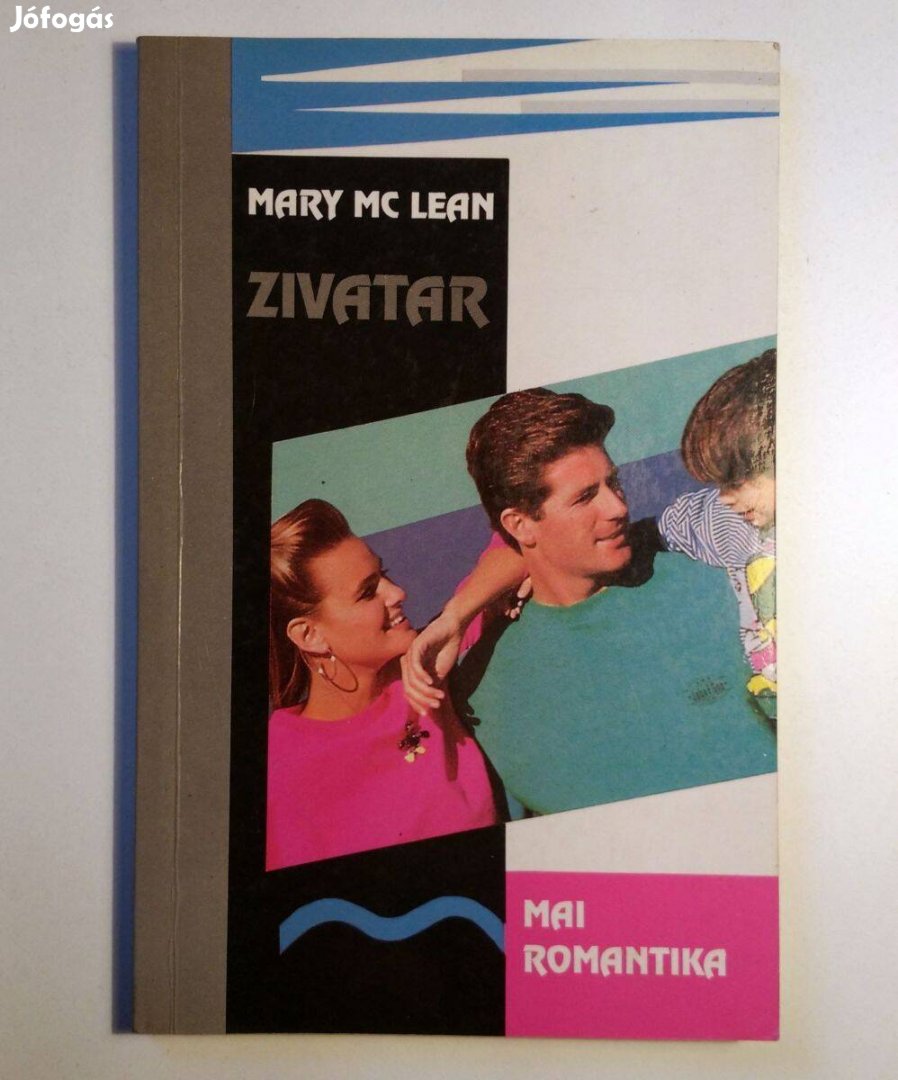 Jófogás
MARY MC LEAN
ZIVATAR
MAI
ROMANTIKA